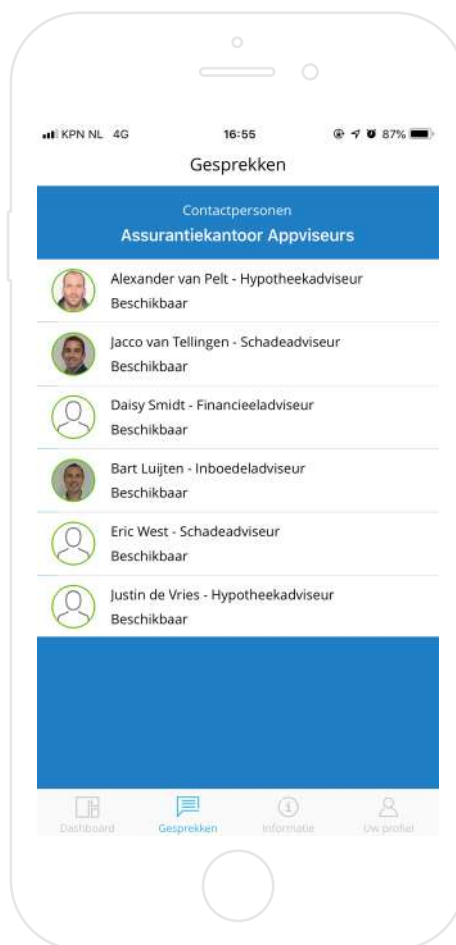 KPN NL 4G 16:55 87%
Gesprekken
Contactpersonen
Assurantiekantoor Appviseurs
Alexander van Pelt - Hypotheekadviseur
Beschikbaar
Jacco van Tellingen - Schadeadviseur
Beschikbaar
Daisy Smidt - Financieeladviseur
Beschikbaar
Bart Luijten - Inboedeladviseur
Beschikbaar
Eric West - Schadeadviseur
Beschikbaar
Justin de Vries - Hypotheekadviseur
Beschikbaar
Dashboard Gesprekken Informatie Uw profiel